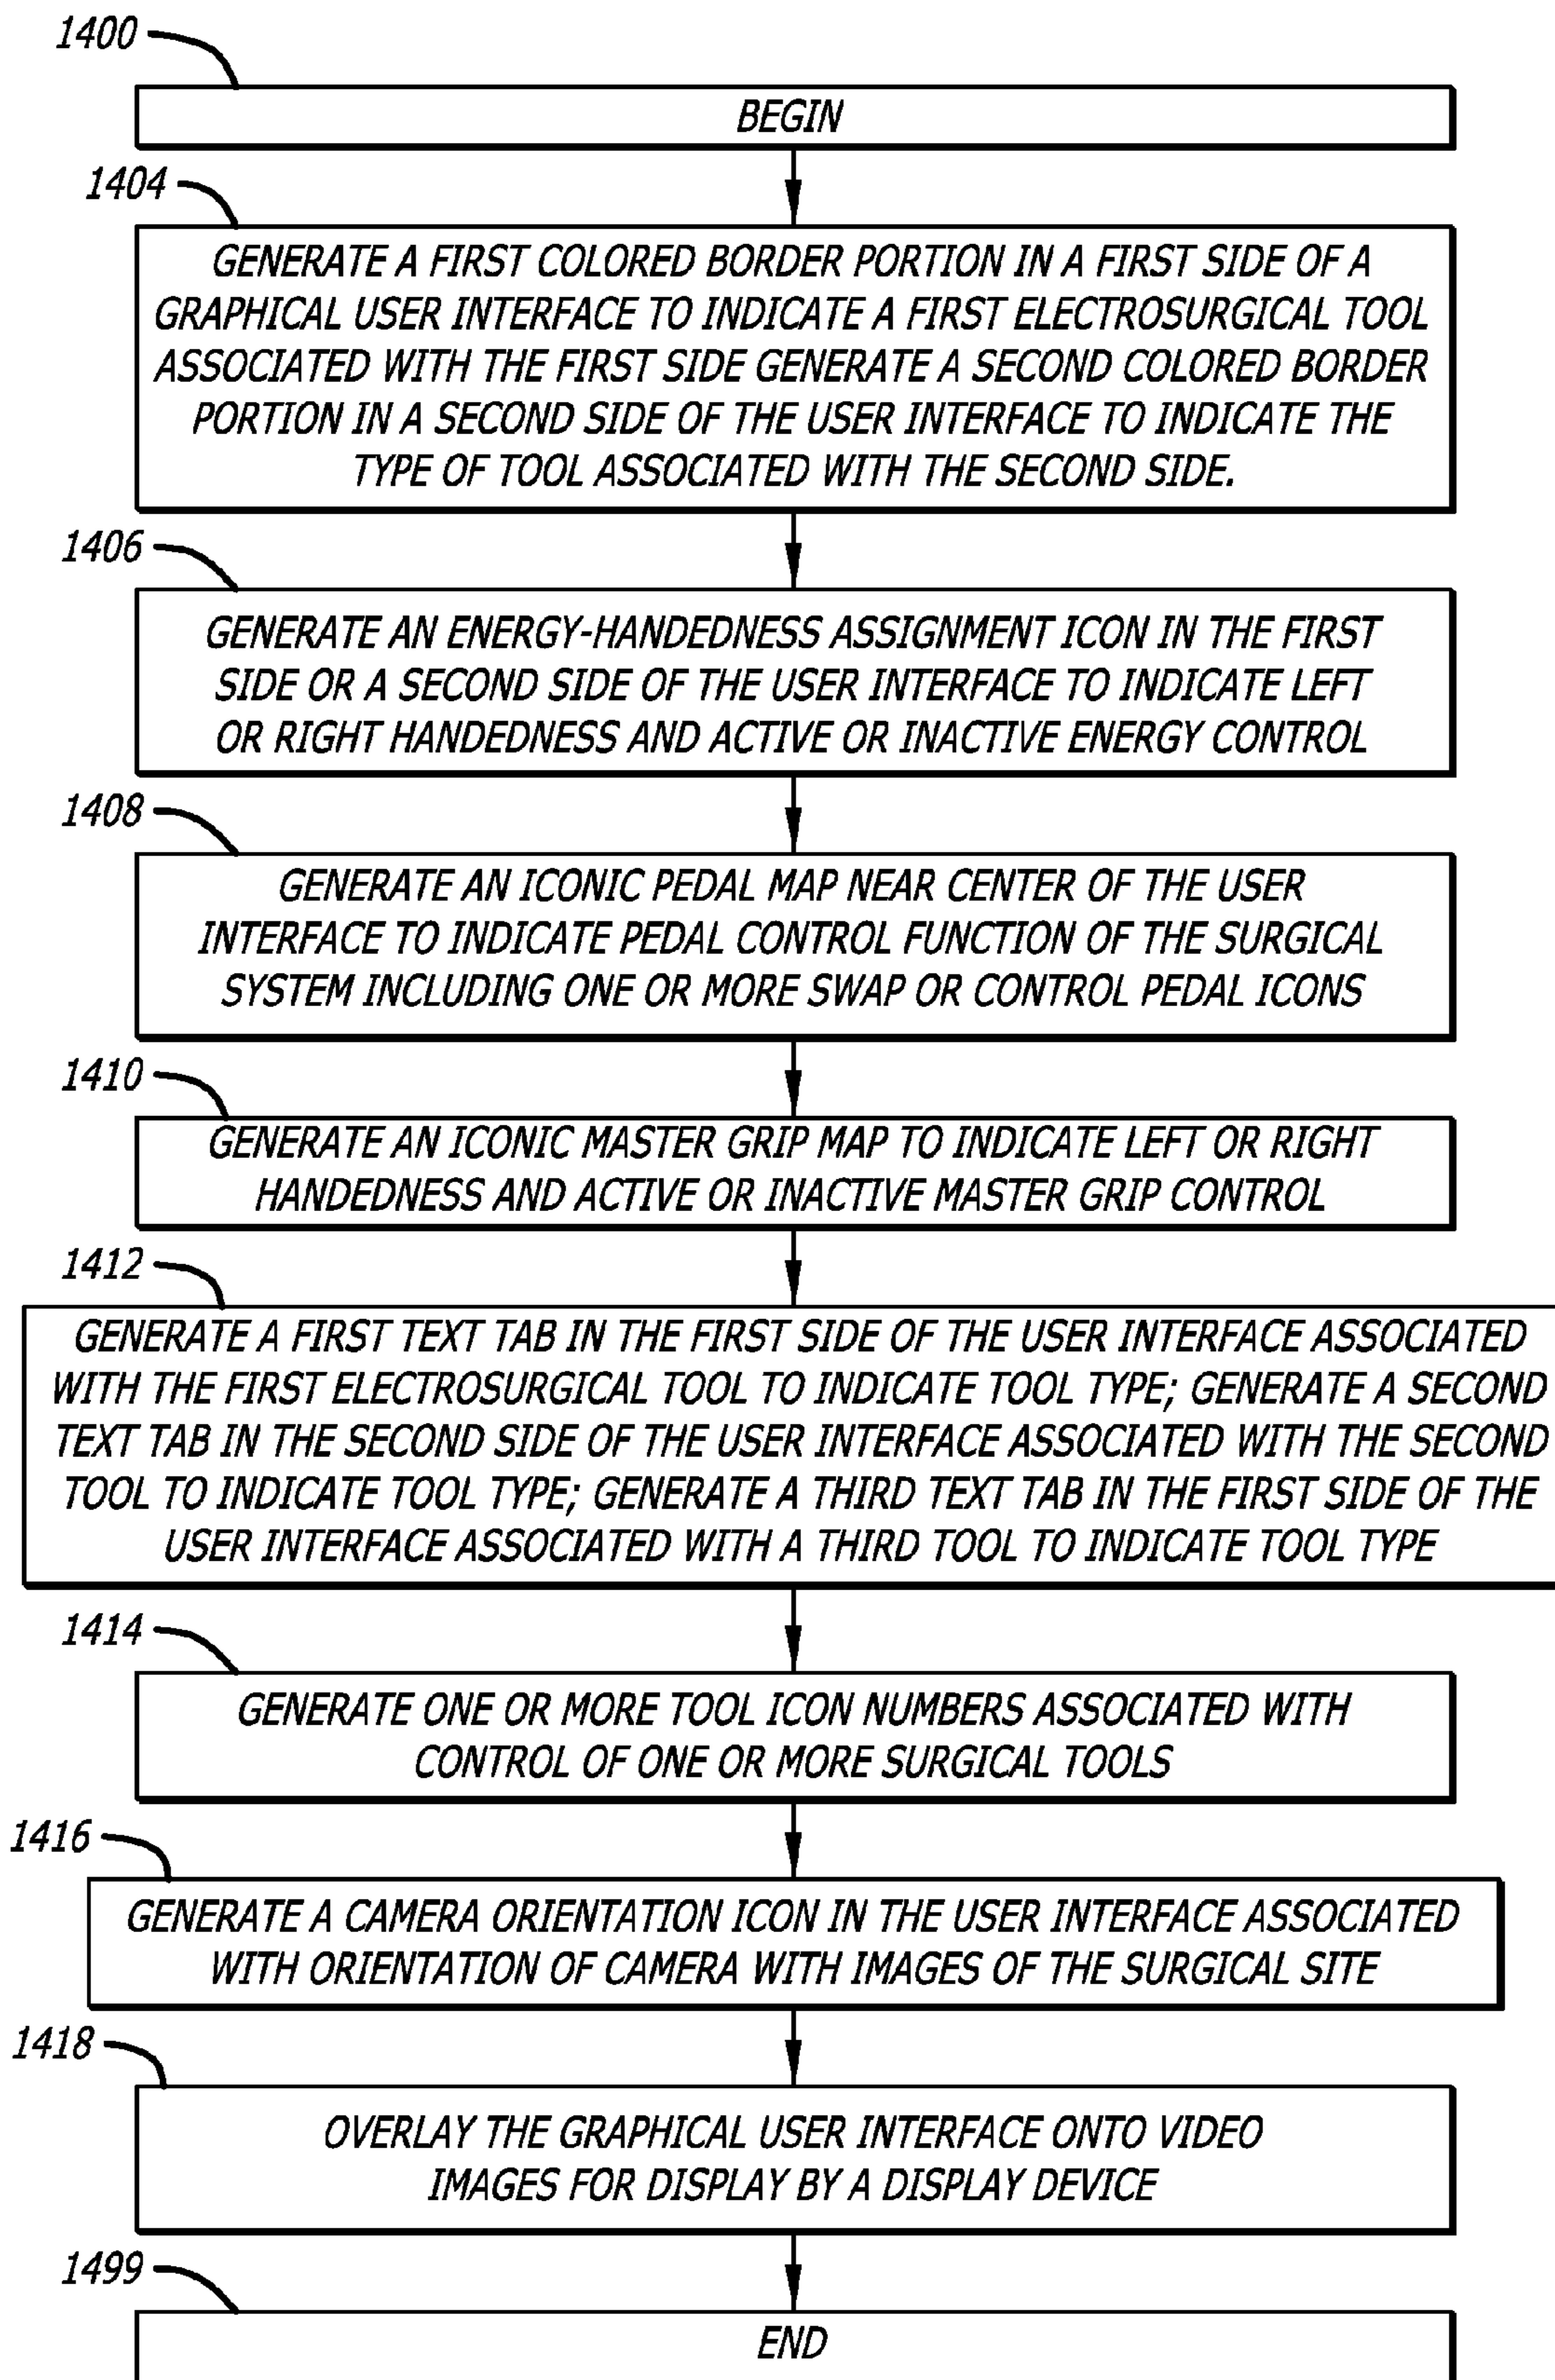 1400
BEGIN
1404
GENERATE A FIRST COLORED BORDER PORTION IN A FIRST SIDE OF A
GRAPHICAL USER INTERFACE TO INDICATE A FIRST ELECTROSURGICAL TOOL
ASSOCIATED WITH THE FIRST SIDE GENERATE A SECOND COLORED BORDER
PORTION IN A SECOND SIDE OF THE USER INTERFACE TO INDICATE THE
TYPE OF TOOL ASSOCIATED WITH THE SECOND SIDE.
1406
GENERATE AN ENERGY-HANDEDNESS ASSIGNMENT ICON IN THE FIRST
SIDE OR A SECOND SIDE OF THE USER INTERFACE TO INDICATE LEFT
OR RIGHT HANDEDNESS AND ACTIVE OR INACTIVE ENERGY CONTROL
1408
GENERATE AN ICONIC PEDAL MAP NEAR CENTER OF THE USER
INTERFACE TO INDICATE PEDAL CONTROL FUNCTION OF THE SURGICAL
SYSTEM INCLUDING ONE OR MORE SWAP OR CONTROL PEDAL ICONS
1410
GENERATE AN ICONIC MASTER GRIP MAP TO INDICATE LEFT OR RIGHT
HANDEDNESS AND ACTIVE OR INACTIVE MASTER GRIP CONTROL
1412
GENERATE A FIRST TEXT TAB IN THE FIRST SIDE OF THE USER INTERFACE ASSOCIATED
WITH THE FIRST ELECTROSURGICAL TOOL TO INDICATE TOOL TYPE; GENERATE A SECOND
TEXT TAB IN THE SECOND SIDE OF THE USER INTERFACE ASSOCIATED WITH THE SECOND
TOOL TO INDICATE TOOL TYPE; GENERATE A THIRD TEXT TAB IN THE FIRST SIDE OF THE
USER INTERFACE ASSOCIATED WITH A THIRD TOOL TO INDICATE TOOL TYPE
1414
GENERATE ONE OR MORE TOOL ICON NUMBERS ASSOCIATED WITH
CONTROL OF ONE OR MORE SURGICAL TOOLS
1416
GENERATE A CAMERA ORIENTATION ICON IN THE USER INTERFACE ASSOCIATED
WITH ORIENTATION OF CAMERA WITH IMAGES OF THE SURGICAL SITE
1418
OVERLAY THE GRAPHICAL USER INTERFACE ONTO VIDEO
IMAGES FOR DISPLAY BY A DISPLAY DEVICE
1499
END